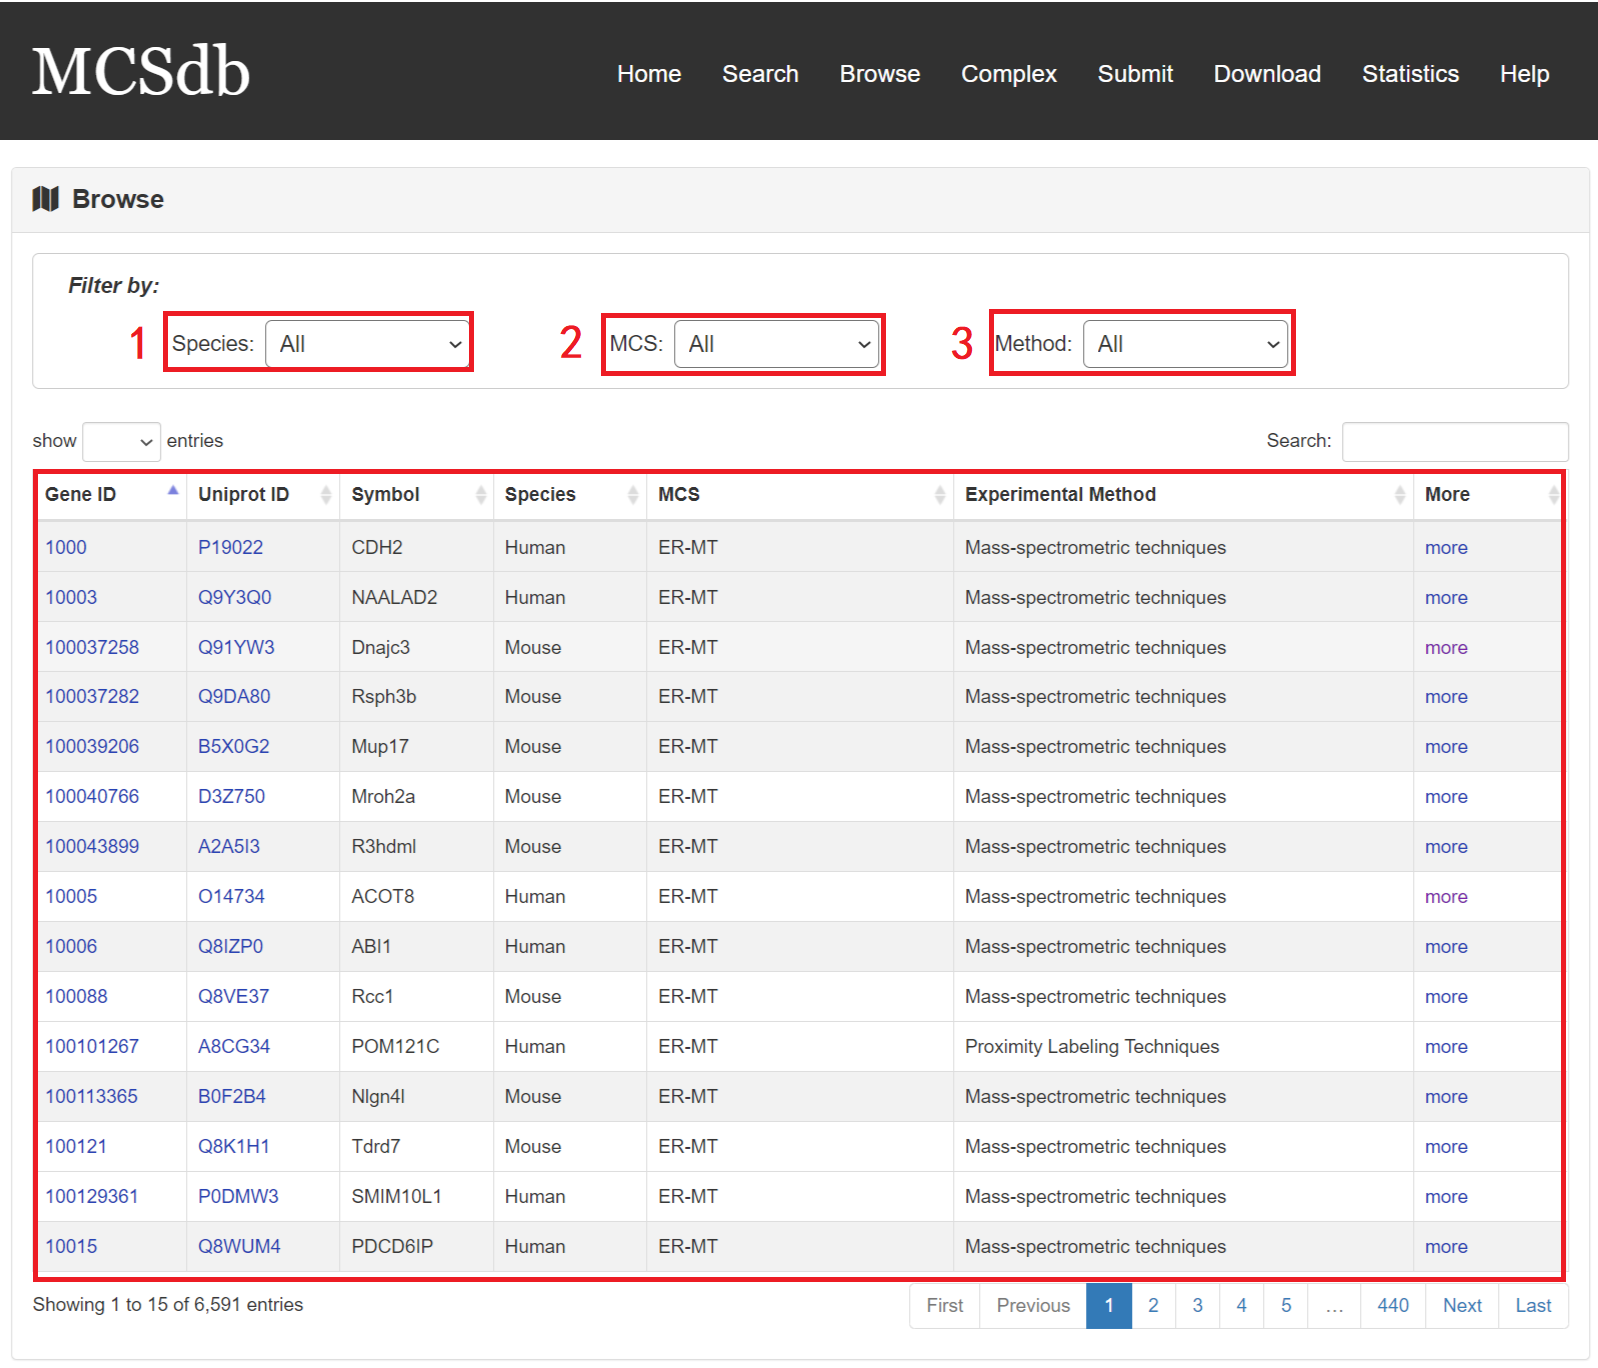 MCSdb
Home Search Browse Complex Submit Download Statistics Help
Browse
Filter by:
1 Species: All 2 MCS: All 3 Method: All
show entries Search:
Gene ID Uniprot ID Symbol Species MCS Experimental Method More
1000 P19022 CDH2 Human ER-MT Mass-spectrometric techniques more
10003 Q9Y3Q0 NAALAD2 Human ER-MT Mass-spectrometric techniques more
100037258 Q91YW3 Dnajc3 Mouse ER-MT Mass-spectrometric techniques more
100037282 Q9DA80 Rsph3b Mouse ER-MT Mass-spectrometric techniques more
100039206 B5X0G2 Mup17 Mouse ER-MT Mass-spectrometric techniques more
100040766 D3Z750 Mroh2a Mouse ER-MT Mass-spectrometric techniques more
100043899 A2A5I3 R3hdml Mouse ER-MT Mass-spectrometric techniques more
10005 O14734 ACOT8 Human ER-MT Mass-spectrometric techniques more
10006 Q8IZP0 ABI1 Human ER-MT Mass-spectrometric techniques more
100088 Q8VE37 Rcc1 Mouse ER-MT Mass-spectrometric techniques more
100101267 A8CG34 POM121C Human ER-MT Proximity Labeling Techniques more
100113365 B0F2B4 Nlgn4l Mouse ER-MT Mass-spectrometric techniques more
100121 Q8K1H1 Tdrd7 Mouse ER-MT Mass-spectrometric techniques more
100129361 P0DMW3 SMIM10L1 Human ER-MT Mass-spectrometric techniques more
10015 Q8WUM4 PDCD6IP Human ER-MT Mass-spectrometric techniques more
Showing 1 to 15 of 6,591 entries First Previous 1 2 3 4 5 ... 440 Next Last